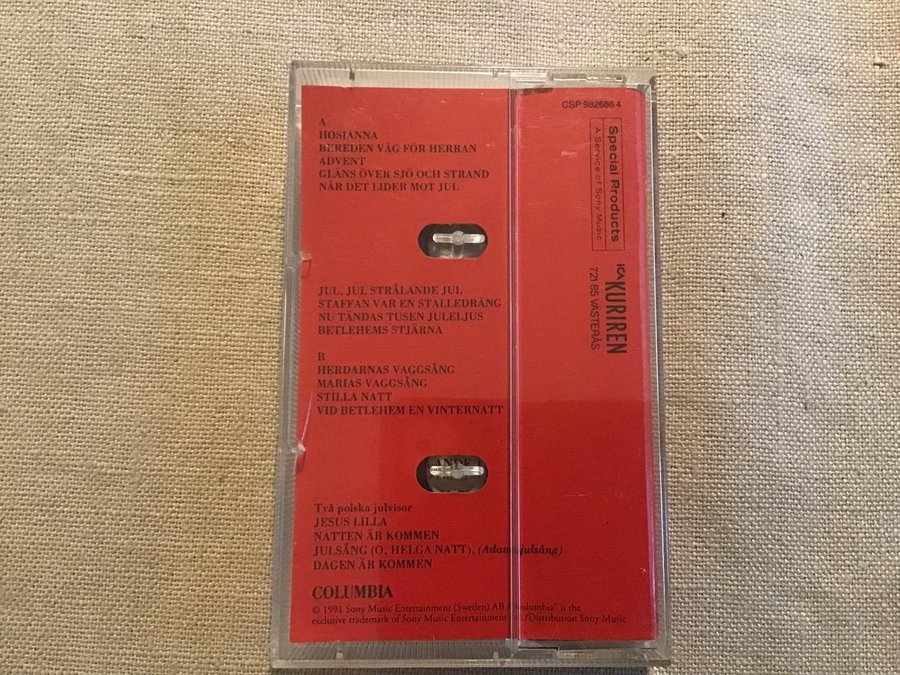 A
HOSIANNA
BEREDEN VÄG FÖR HERRAN
ADVENT
GLÄNS ÖVER SJÖ OCH STRAND
NÄR DET LIDER MOT JUL
JUL, JUL STRÅLANDE JUL
STAFFAN VAR EN STALLEDRÄNG
NU TÄNDAS TUSEN JULELJUS
BETLEHEMS STJÄRNA
B
HERDARNAS VAGGSÅNG
MARIAS VAGGSÅNG
STILLA NATT
VID BETLEHEM EN VINTERNATT
Två polska julvisor
JESUS LILLA
NATTEN ÄR KOMMEN
JULSÅNG (O, HELGA NATT), (Adams julsång)
DAGEN ÄR KOMMEN
COLUMBIA
© 1991 Sony Music Entertainment (Sweden) AB/"Columbia" is the
exclusive trademark of Sony Music Entertainment /Distribution Sony Music
CSP 982686 4
Special Products
A Service of Sony Music
ICA KURIREN
721 85 VÄSTERÅS